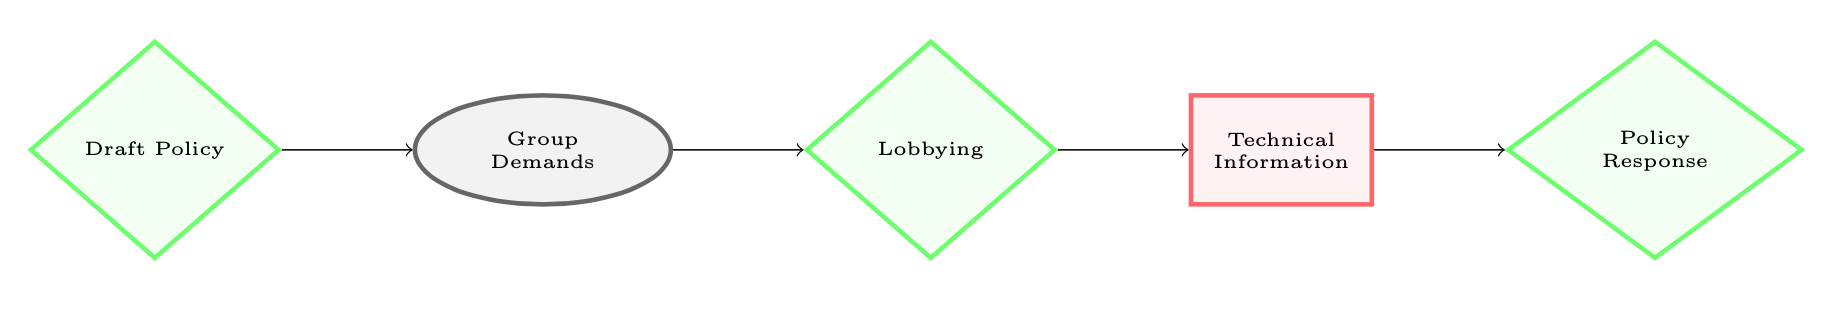 Draft Policy
Group
Demands
Lobbying
Technical
Information
Policy
Response